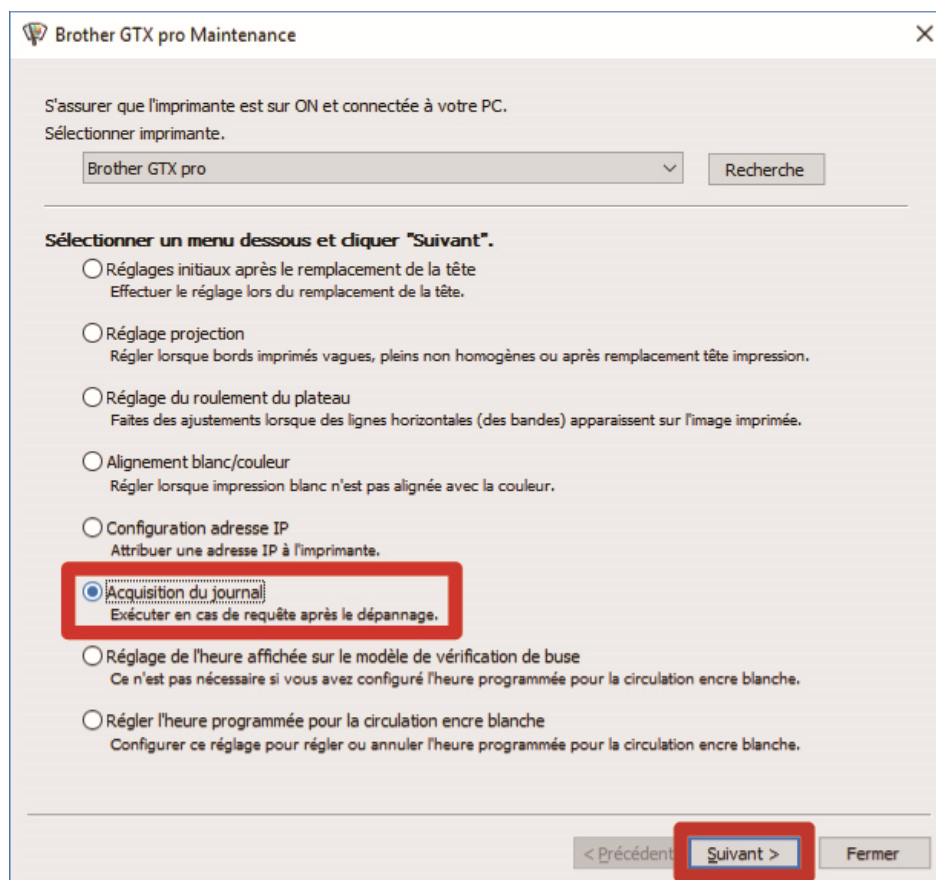 Brother GTX pro Maintenance
S'assurer que l'imprimante est sur ON et connectée à votre PC.
Sélectionner imprimante.
Brother GTX pro
Recherche
Sélectionner un menu dessous et cliquer "Suivant".
Réglages initiaux après le remplacement de la tête
Effectuer le réglage lors du remplacement de la tête.
Réglage projection
Régler lorsque bords imprimés vagues, pleins non homogènes ou après remplacement tête impression.
Réglage du roulement du plateau
Faites des ajustements lorsque des lignes horizontales (des bandes) apparaissent sur l'image imprimée.
Alignement blanc/couleur
Régler lorsque impression blanc n'est pas alignée avec la couleur.
Configuration adresse IP
Attribuer une adresse IP à l'imprimante.
Acquisition du journal
Exécuter en cas de requête après le dépannage.
Réglage de l'heure affichée sur le modèle de vérification de buse
Ce n'est pas nécessaire si vous avez configuré l'heure programmée pour la circulation encre blanche.
Régler l'heure programmée pour la circulation encre blanche
Configurer ce réglage pour régler ou annuler l'heure programmée pour la circulation encre blanche.
< Précédent
Suivant >
Fermer